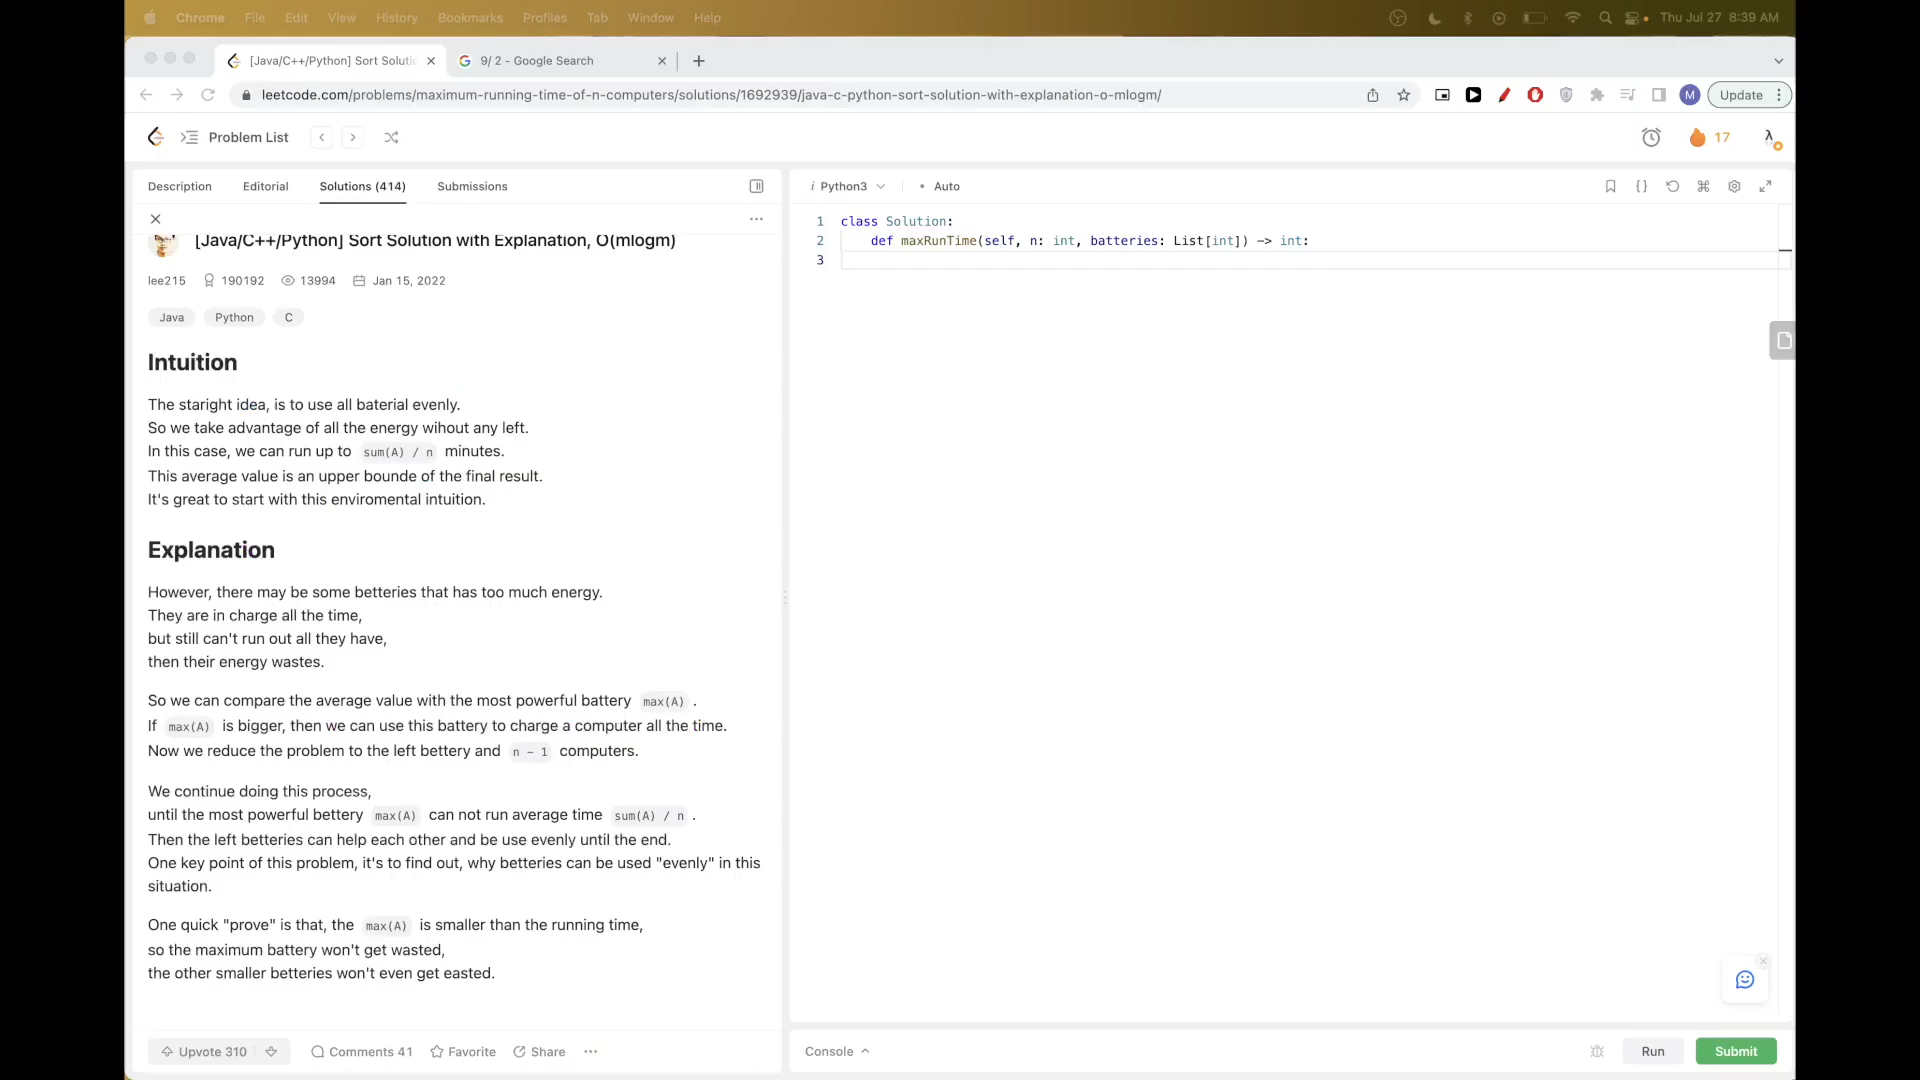 Chrome File Edit View History Bookmarks Profiles Tab Window Help Thu Jul 27 8:39 AM
[Java/C++/Python] Sort Solutio 9/ 2 - Google Search
leetcode.com/problems/maximum-running-time-of-n-computers/solutions/1692939/java-c-python-sort-solution-with-explanation-o-mlogm/ M Update
Problem List 17
Description Editorial Solutions (414) Submissions
[Java/C++/Python] Sort Solution with Explanation, O(mlogm)
lee215 190192 13994 Jan 15, 2022
Java Python C
Intuition
The staright idea, is to use all baterial evenly.
So we take advantage of all the energy wihout any left.
In this case, we can run up to sum(A) / n minutes.
This average value is an upper bounde of the final result.
It's great to start with this enviromental intuition.
Explanation
However, there may be some betteries that has too much energy.
They are in charge all the time,
but still can't run out all they have,
then their energy wastes.
So we can compare the average value with the most powerful battery max(A) .
If max(A) is bigger, then we can use this battery to charge a computer all the time.
Now we reduce the problem to the left bettery and n - 1 computers.
We continue doing this process,
until the most powerful bettery max(A) can not run average time sum(A) / n .
Then the left betteries can help each other and be use evenly until the end.
One key point of this problem, it's to find out, why betteries can be used "evenly" in this
situation.
One quick "prove" is that, the max(A) is smaller than the running time,
so the maximum battery won't get wasted,
the other smaller betteries won't even get easted.
Upvote 310 Comments 41 Favorite Share
i Python3 • Auto
1 class Solution:
2 def maxRunTime(self, n: int, batteries: List[int]) -> int:
3
Console Run Submit